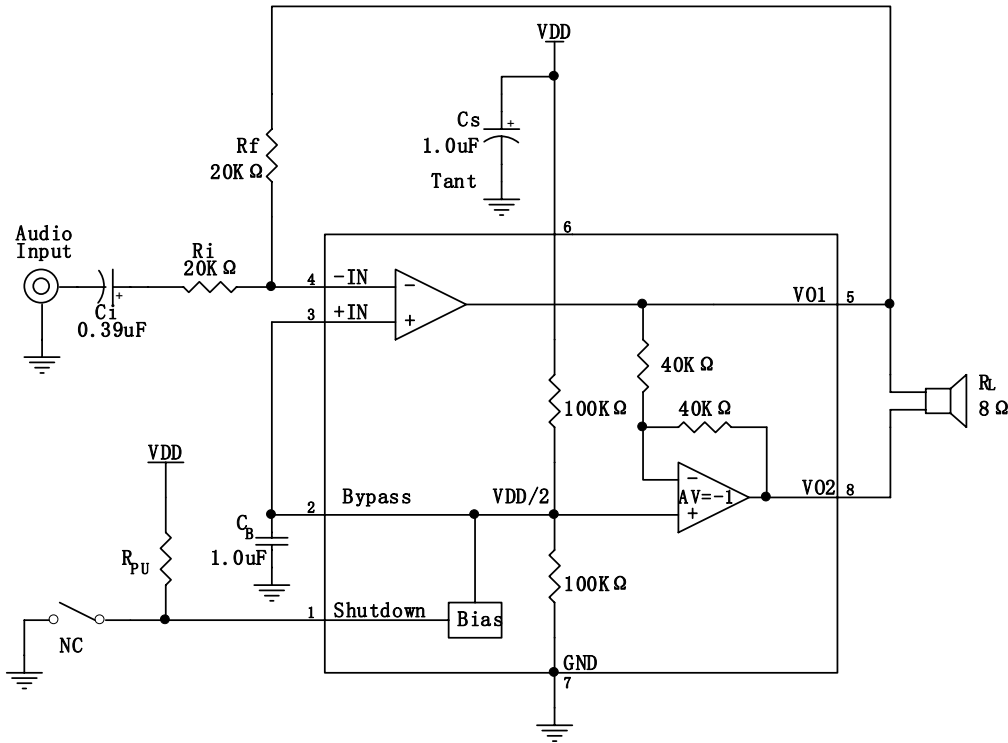 VDD
Cs
+
1.0uF
Tant
Rf
20KΩ
6
Audio
Input
Ri
20KΩ
4
-IN
−
VO1
5
+
Ci
0.39uF
3
+IN
+
40KΩ
RL
8Ω
100KΩ
40KΩ
VDD
−
AV=-1
+
VO2
8
2
Bypass
VDD/2
CB
1.0uF
RPU
100KΩ
1
Shutdown
Bias
NC
GND
7